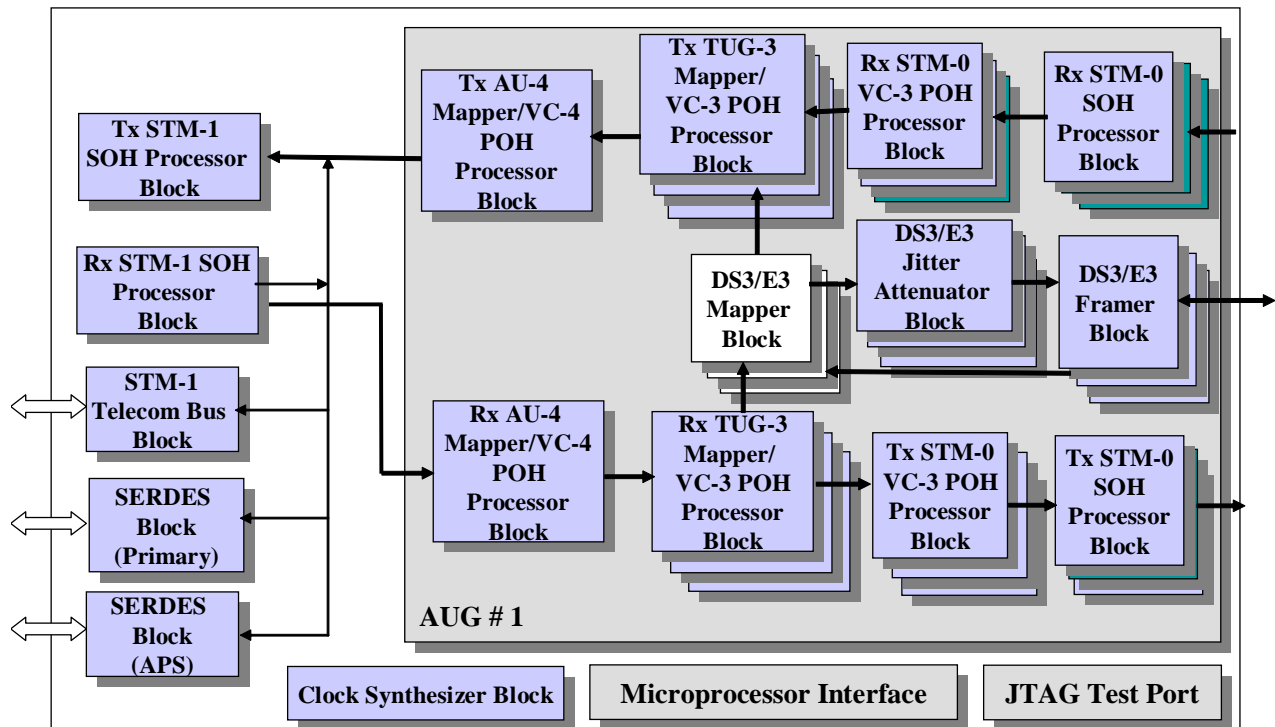 Tx STM-1
SOH Processor
Block
Tx AU-4
Mapper/VC-4
POH
Processor
Block
Tx TUG-3
Mapper/
VC-3 POH
Processor
Block
Rx STM-0
VC-3 POH
Processor
Block
Rx STM-0
SOH
Processor
Block
Rx STM-1 SOH
Processor
Block
DS3/E3
Mapper
Block
DS3/E3
Jitter
Attenuator
Block
DS3/E3
Framer
Block
STM-1
Telecom Bus
Block
Rx AU-4
Mapper/VC-4
POH
Processor
Block
Rx TUG-3
Mapper/
VC-3 POH
Processor
Block
Tx STM-0
VC-3 POH
Processor
Block
Tx STM-0
SOH
Processor
Block
SERDES
Block
(Primary)
SERDES
Block
(APS)
AUG # 1
Clock Synthesizer Block
Microprocessor Interface
JTAG Test Port